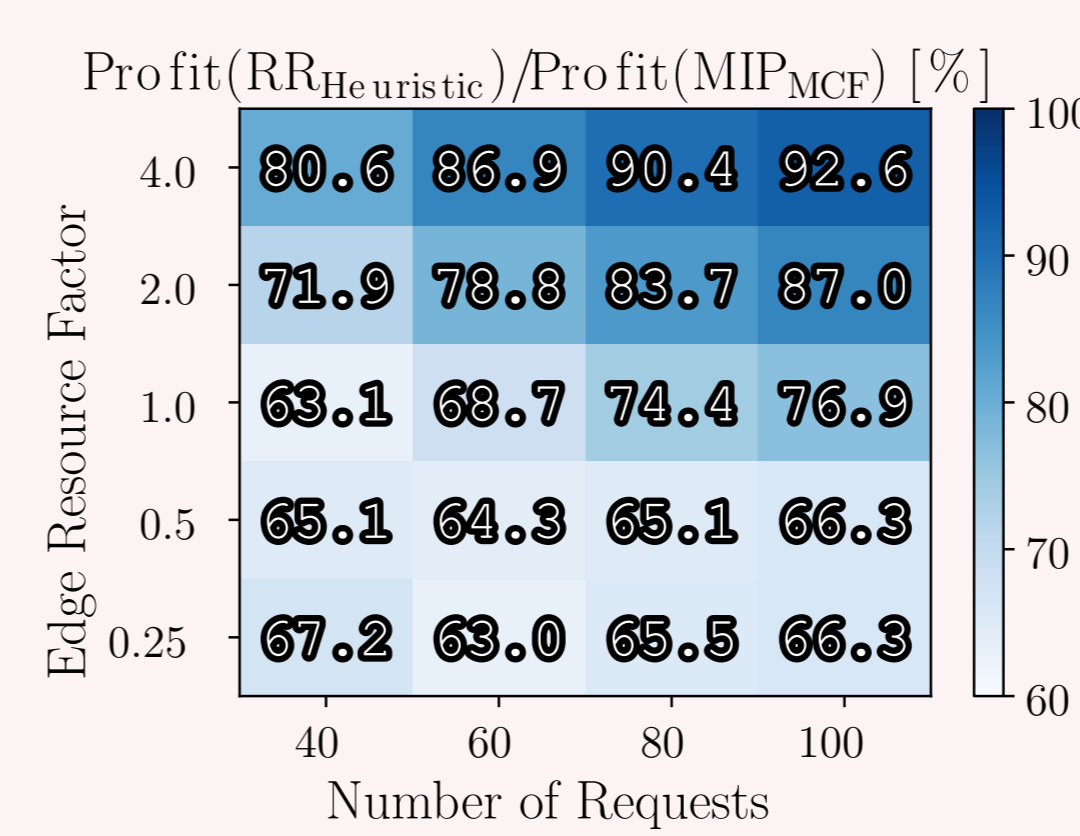 Profit(RR_Heuristic)/Profit(MIP_MCF) [%]
100
4.0 80.6 86.9 90.4 92.6
90
2.0 71.9 78.8 83.7 87.0
80
1.0 63.1 68.7 74.4 76.9
0.5 65.1 64.3 65.1 66.3
70
0.25 67.2 63.0 65.5 66.3
60
Edge Resource Factor
40 60 80 100
Number of Requests